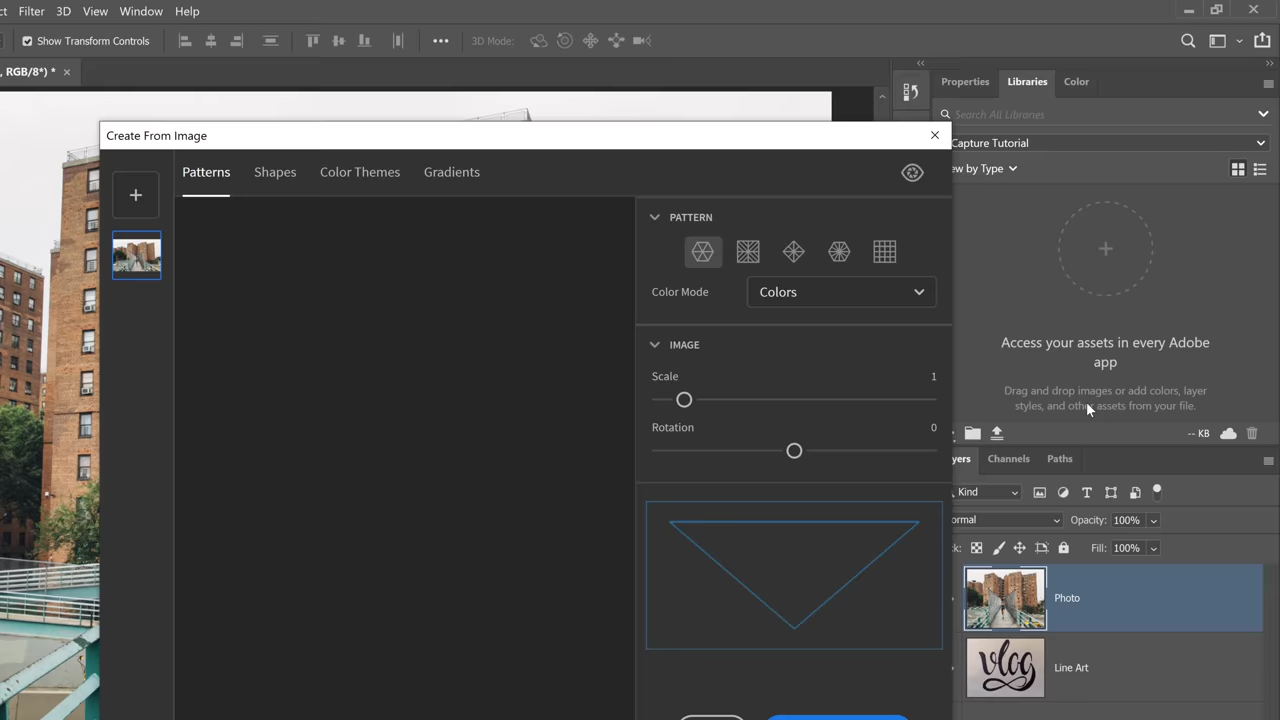 ct Filter 3D View Window Help
Show Transform Controls
3D Mode:
, RGB/8*) *
Properties Libraries Color
Search All Libraries
Capture Tutorial
ew by Type
Create From Image
Patterns Shapes Color Themes Gradients
PATTERN
Color Mode Colors
IMAGE
Scale 1
Rotation 0
Access your assets in every Adobe
app
Drag and drop images or add colors, layer
styles, and other assets from your file.
-- KB
yers Channels Paths
Kind
ormal Opacity: 100%
ck: Fill: 100%
Photo
vlog
Line Art